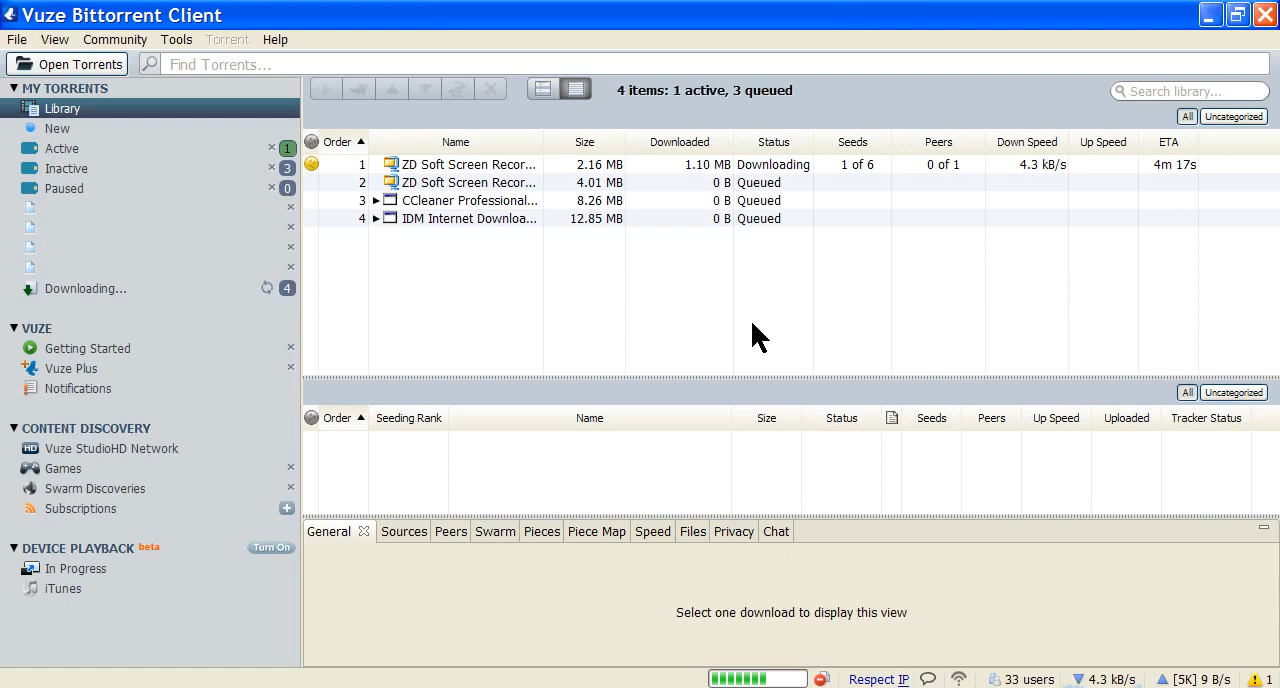 Vuze Bittorrent Client
File View Community Tools Torrent Help
Open Torrents Find Torrents...
MY TORRENTS
Library
New
Active 1
Inactive 3
Paused 0
Downloading... 4
VUZE
Getting Started
Vuze Plus
Notifications
CONTENT DISCOVERY
HD Vuze StudioHD Network
Games
Swarm Discoveries
Subscriptions
DEVICE PLAYBACK beta Turn On
In Progress
iTunes
4 items: 1 active, 3 queued Search library...
All Uncategorized
Order Name Size Downloaded Status Seeds Peers Down Speed Up Speed ETA
1 ZD Soft Screen Recor... 2.16 MB 1.10 MB Downloading 1 of 6 0 of 1 4.3 kB/s 4m 17s
2 ZD Soft Screen Recor... 4.01 MB 0 B Queued
3 CCleaner Professional... 8.26 MB 0 B Queued
4 IDM Internet Downloa... 12.85 MB 0 B Queued
All Uncategorized
Order Seeding Rank Name Size Status Seeds Peers Up Speed Uploaded Tracker Status
General Sources Peers Swarm Pieces Piece Map Speed Files Privacy Chat
Select one download to display this view
Respect IP 33 users 4.3 kB/s [5K] 9 B/s 1